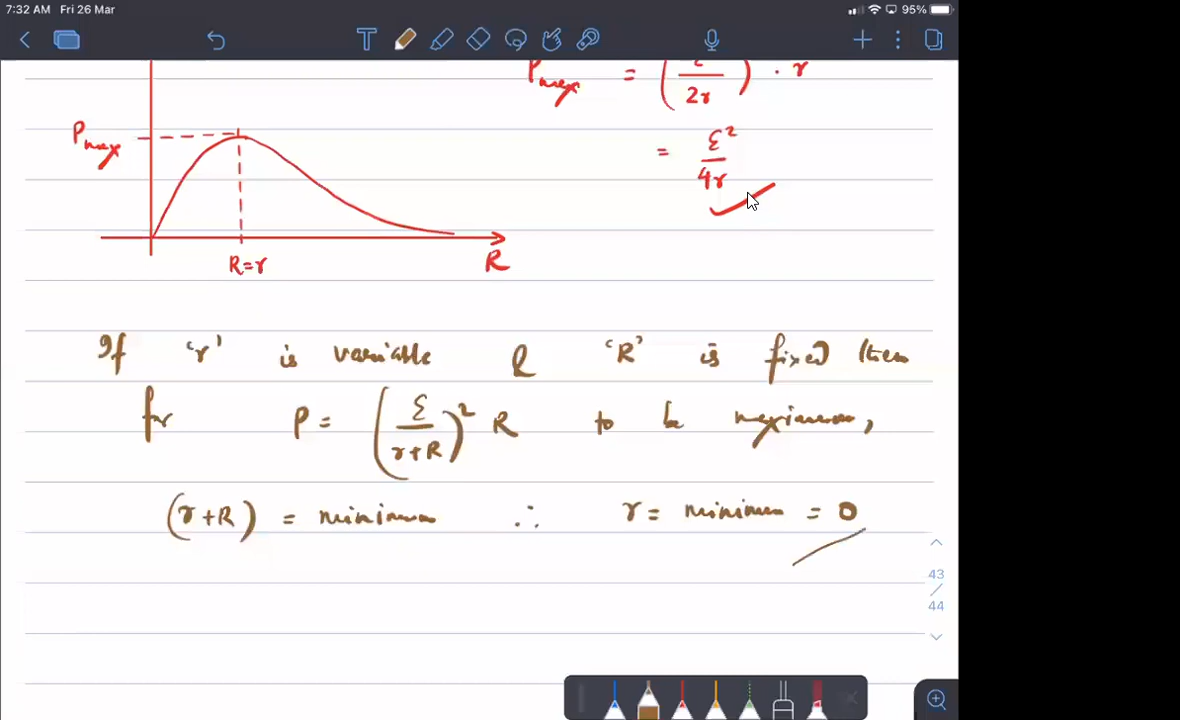 7:32 AM Fri 26 Mar
95%
T
Pmax = ( ε / 2r ) · r
= ε² / 4r
Pmax
R=r
R
If 'r' is variable & 'R' is fixed then
for P = ( ε / r+R )² R to be maximum,
(r+R) = minimum ∴ r = minimum = 0
43
/
44